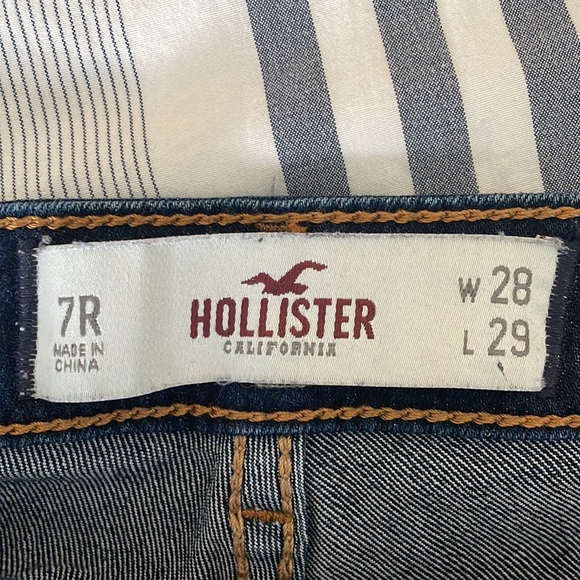 7R
MADE IN
CHINA
HOLLISTER
CALIFORNIA
W 28
L 29